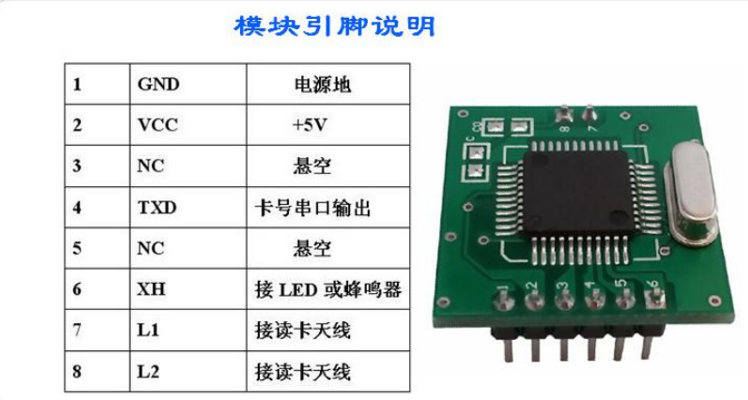 模块引脚说明
1 GND 电源地
2 VCC +5V
3 NC 悬空
4 TXD 卡号串口输出
5 NC 悬空
6 XH 接 LED 或蜂鸣器
7 L1 接读卡天线
8 L2 接读卡天线
8 7
C
1 2 3 4 5 6